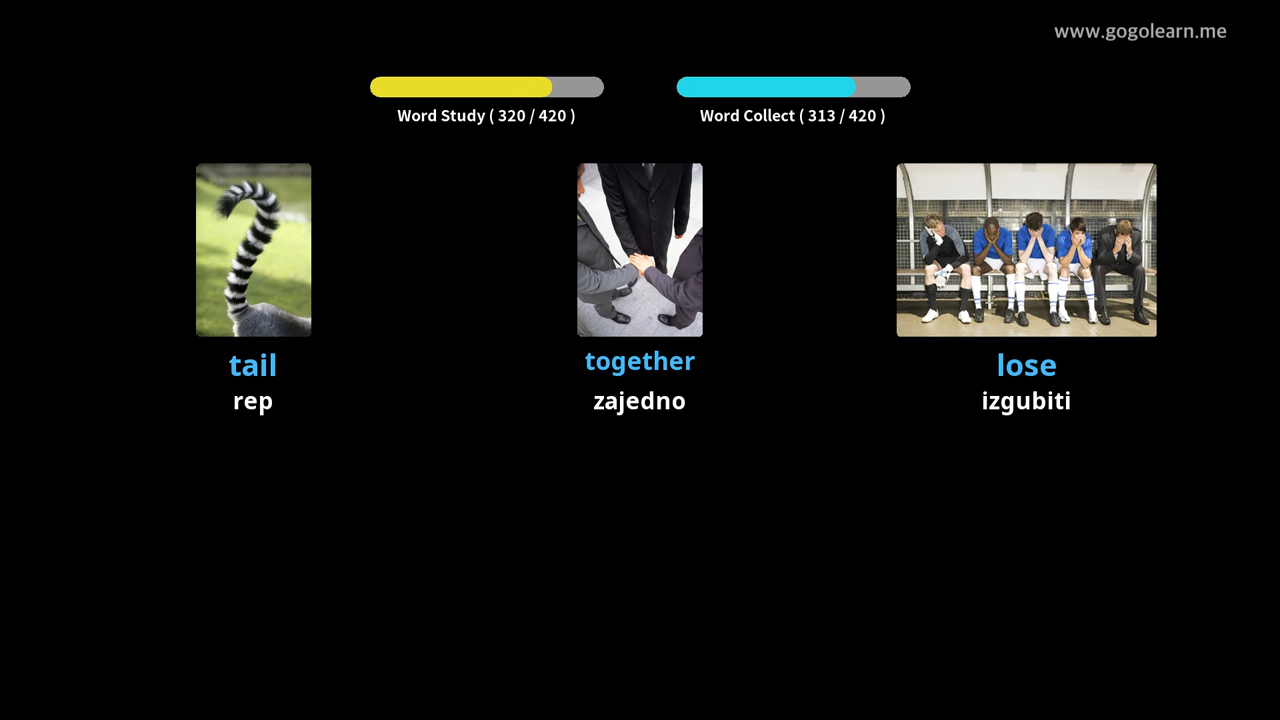 www.gogolearn.me
Word Study ( 320 / 420 )
Word Collect ( 313 / 420 )
tail
rep
together
zajedno
lose
izgubiti